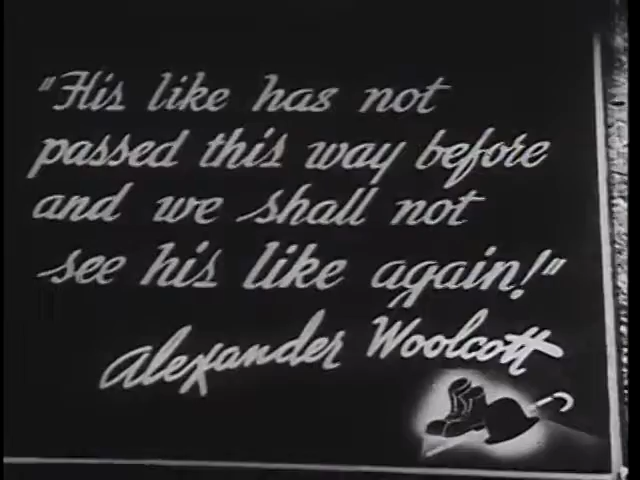 "His like has not
passed this way before
and we shall not
see his like again!"
Alexander Woolcott